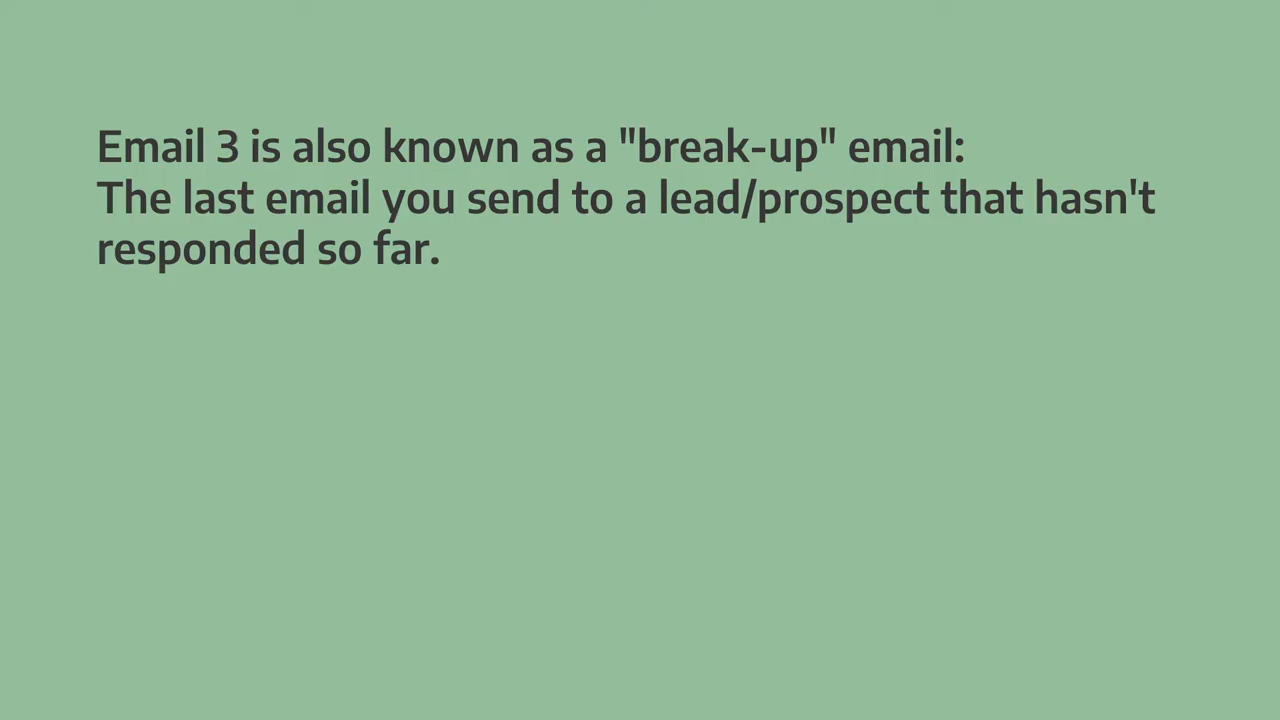 Email 3 is also known as a "break-up" email:
The last email you send to a lead/prospect that hasn't
responded so far.